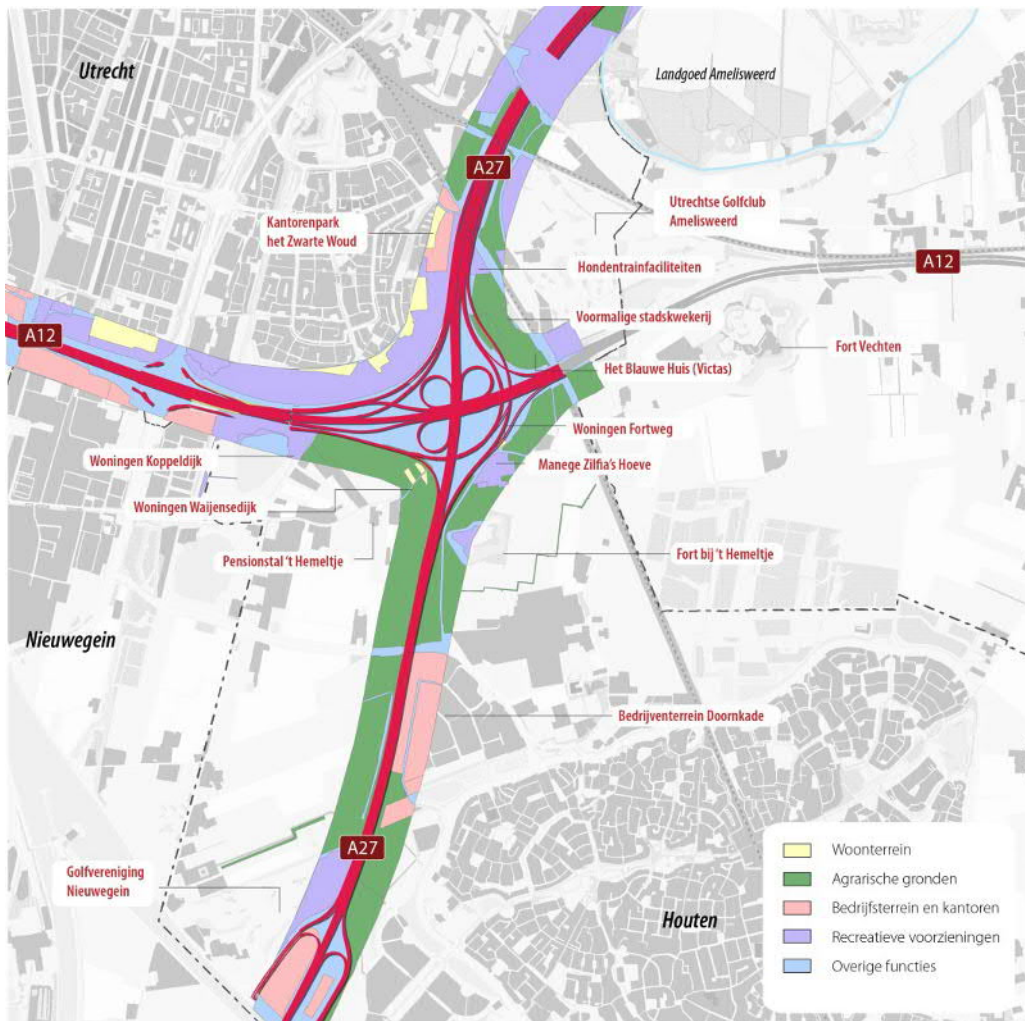 Utrecht
Landgoed Amelisweerd
A27
Utrechtse Golfclub
Amelisweerd
Kantorenpark
het Zwarte Woud
A12
Hondentrainfaciliteiten
Voormalige stadskwekerij
A12
Fort Vechten
Het Blauwe Huis (Victas)
Woningen Fortweg
Woningen Koppeldijk
Manege Zilfia's Hoeve
Woningen Waijensedijk
Pensionstal 't Hemeltje
Fort bij 't Hemeltje
Nieuwegein
Bedrijventerrein Doornkade
A27
Golfvereniging
Nieuwegein
Houten
Woonterrein
Agrarische gronden
Bedrijfsterrein en kantoren
Recreatieve voorzieningen
Overige functies